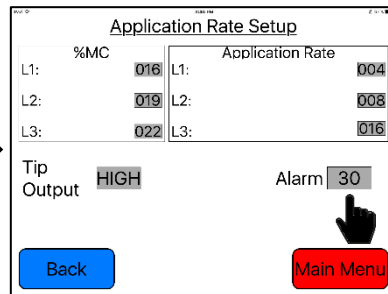 Application Rate Setup
%MC
L1: 016
L2: 019
L3: 022
Application Rate
L1: 004
L2: 008
L3: 016
Tip Output HIGH
Alarm 30
Back
Main Menu